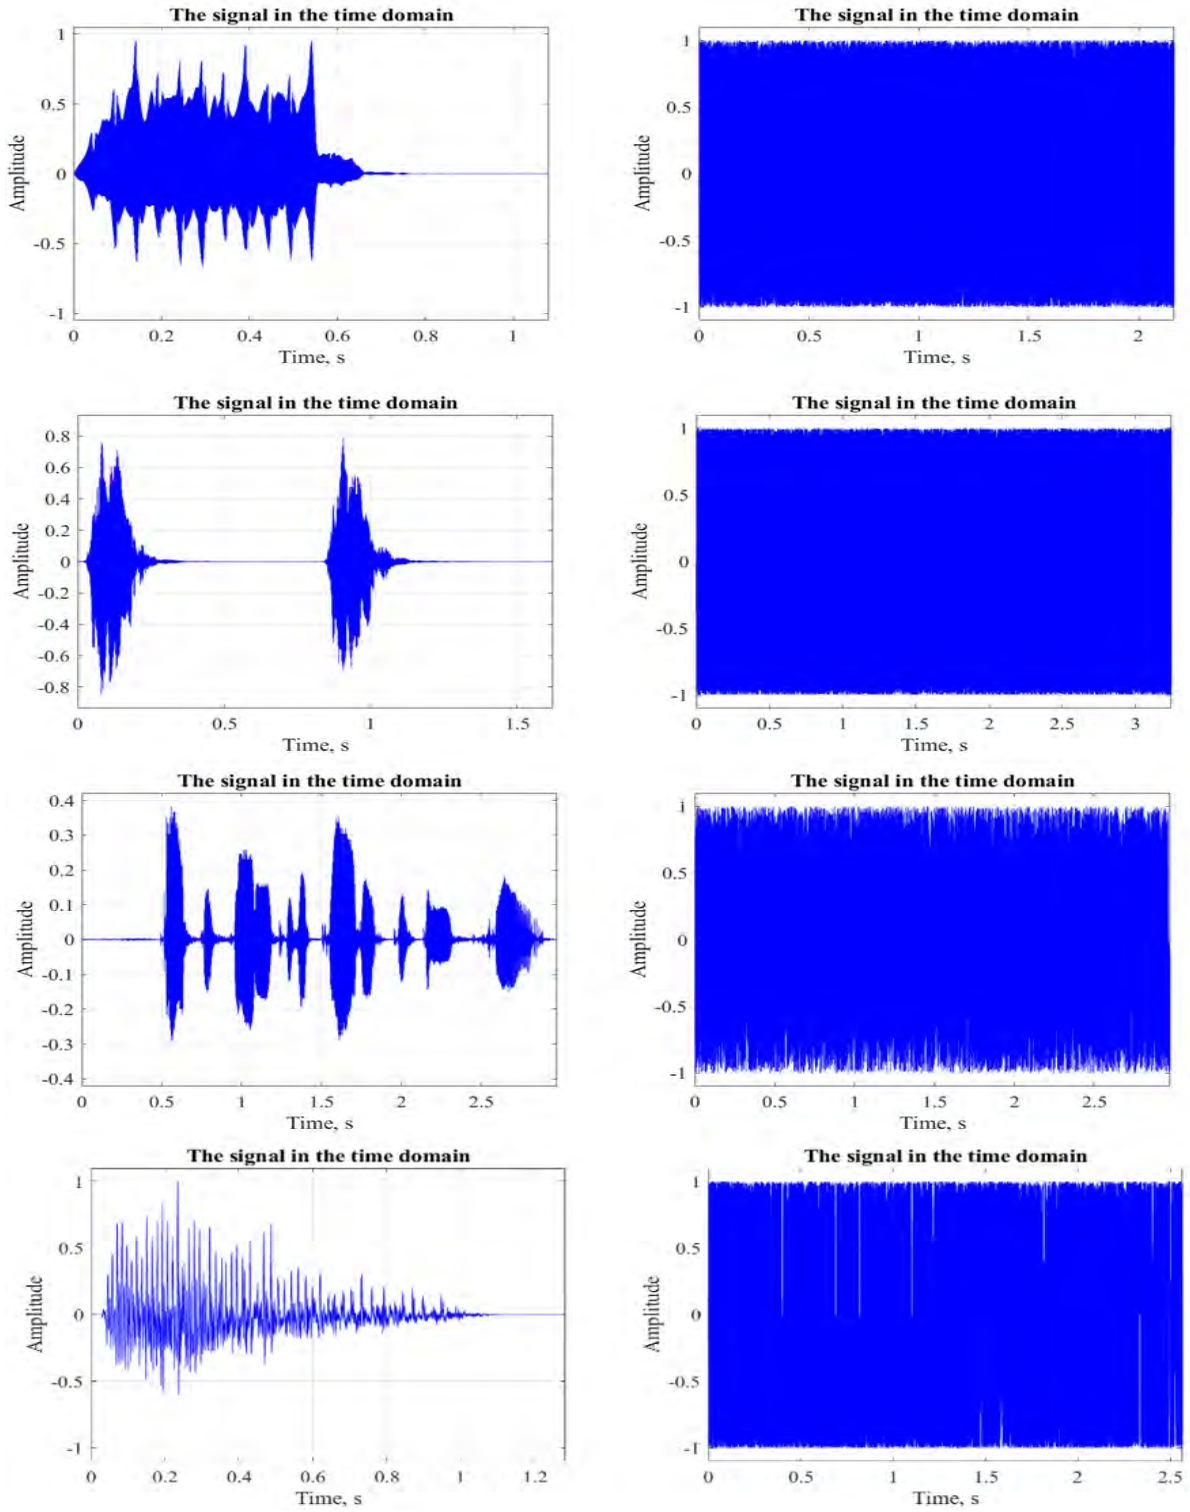 The signal in the time domain
Amplitude
1
0.5
0
-0.5
-1
0 0.2 0.4 0.6 0.8 1
Time, s
The signal in the time domain
Amplitude
1
0.5
0
-0.5
-1
0 0.5 1 1.5 2
Time, s
The signal in the time domain
Amplitude
0.8
0.6
0.4
0.2
0
-0.2
-0.4
-0.6
-0.8
0 0.5 1 1.5
Time, s
The signal in the time domain
Amplitude
1
0.5
0
-0.5
-1
0 0.5 1 1.5 2 2.5 3
Time, s
The signal in the time domain
Amplitude
0.4
0.3
0.2
0.1
0
-0.1
-0.2
-0.3
-0.4
0 0.5 1 1.5 2 2.5
Time, s
The signal in the time domain
Amplitude
1
0.5
0
-0.5
-1
0 0.5 1 1.5 2 2.5
Time, s
The signal in the time domain
Amplitude
1
0.5
0
-0.5
-1
0 0.2 0.4 0.6 0.8 1 1.2
Time, s
The signal in the time domain
Amplitude
1
0.5
0
-0.5
-1
0 0.5 1 1.5 2 2.5
Time, s